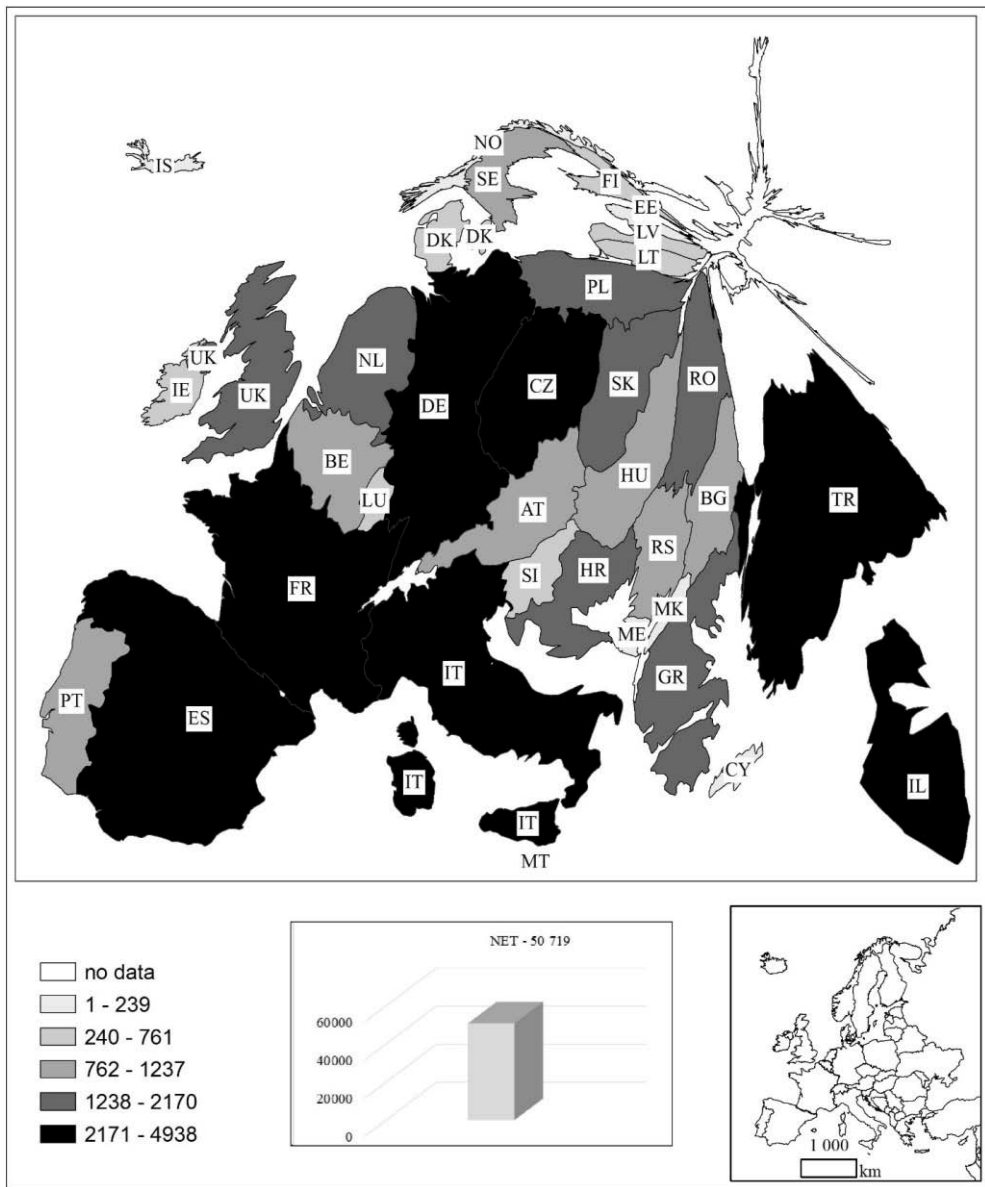 NO
IS
SE
FI
EE
DK
DK
LV
LT
PL
UK
NL
SK
RO
IE
UK
DE
CZ
BE
HU
LU
AT
BG
TR
RS
SI
HR
FR
MK
ME
IT
GR
PT
ES
CY
IT
IL
IT
MT
no data
1 - 239
240 - 761
762 - 1237
1238 - 2170
2171 - 4938
NET - 50 719
60000
40000
20000
0
1 000
km